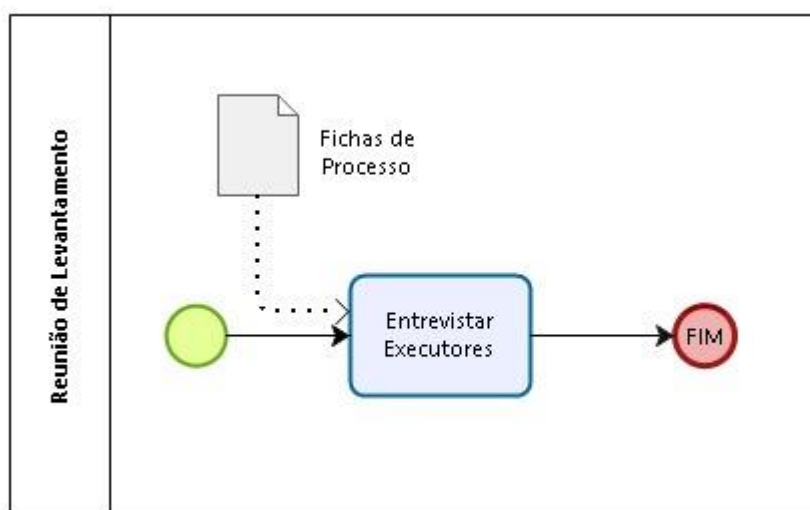 Reunião de Levantamento
Fichas de
Processo
Entrevistar
Executores
FIM